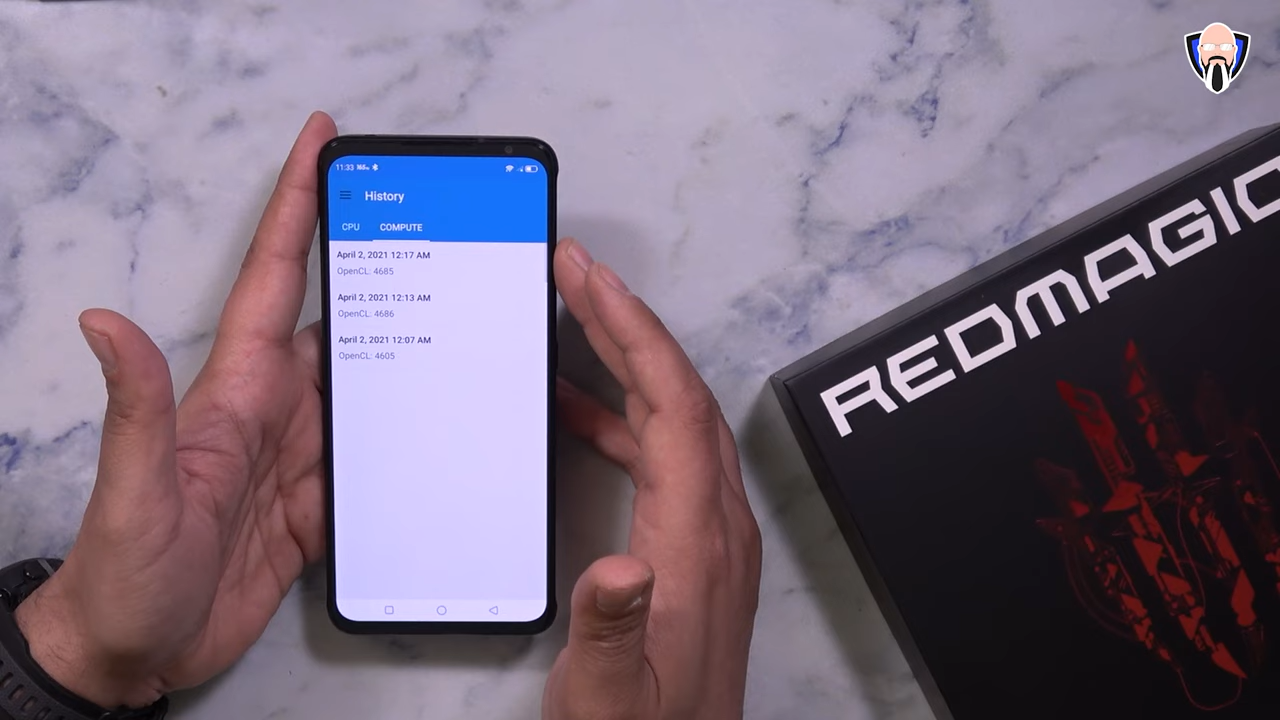 11:33
History
CPU COMPUTE
April 2, 2021 12:17 AM
OpenCL: 4685
April 2, 2021 12:13 AM
OpenCL: 4686
April 2, 2021 12:07 AM
OpenCL: 4605
REDMAGIC